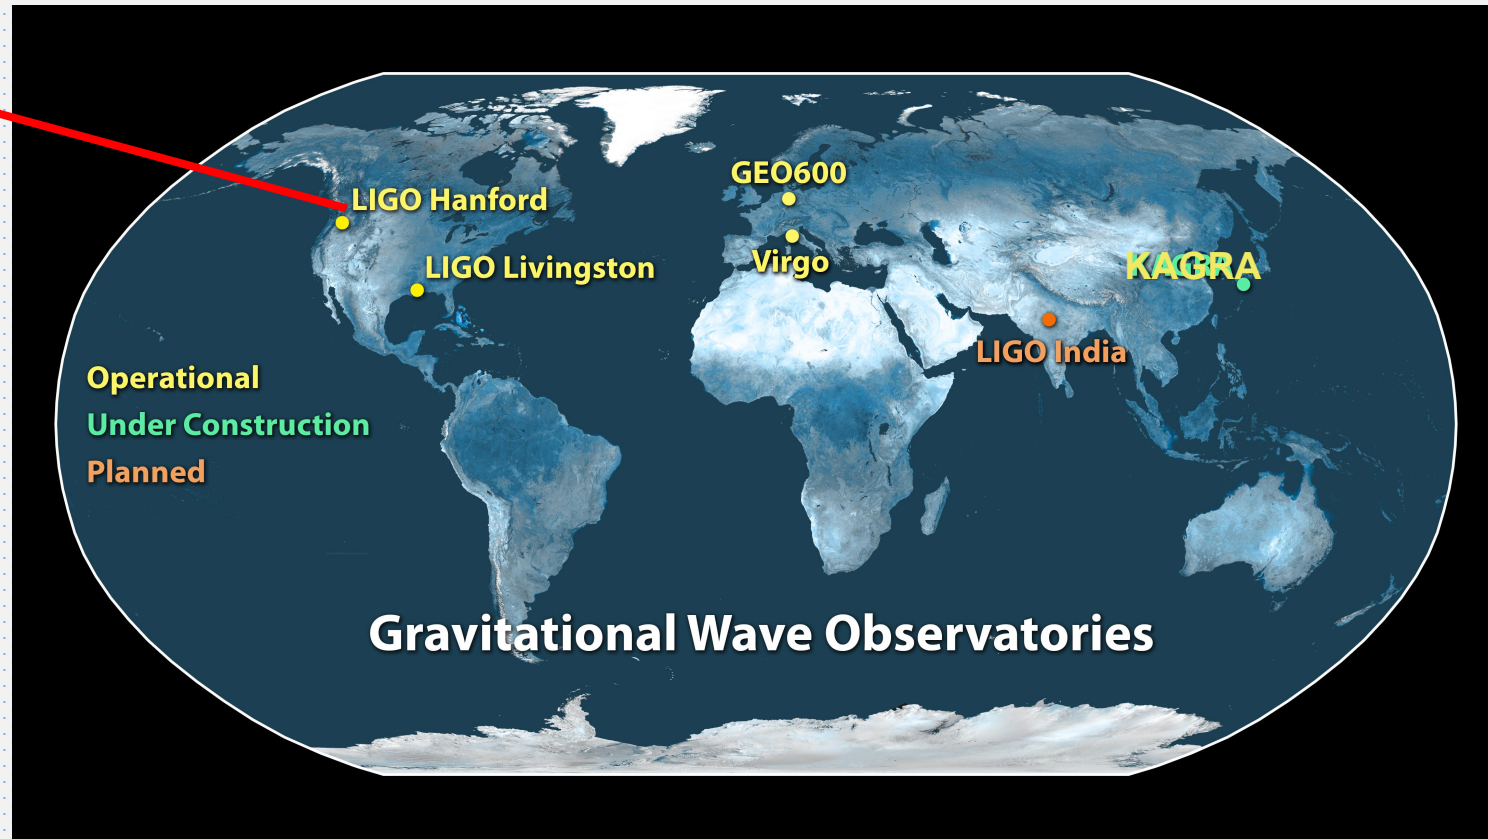 GEO600
LIGO Hanford
Virgo
KAGRA
LIGO Livingston
LIGO India
Operational
Under Construction
Planned
Gravitational Wave Observatories